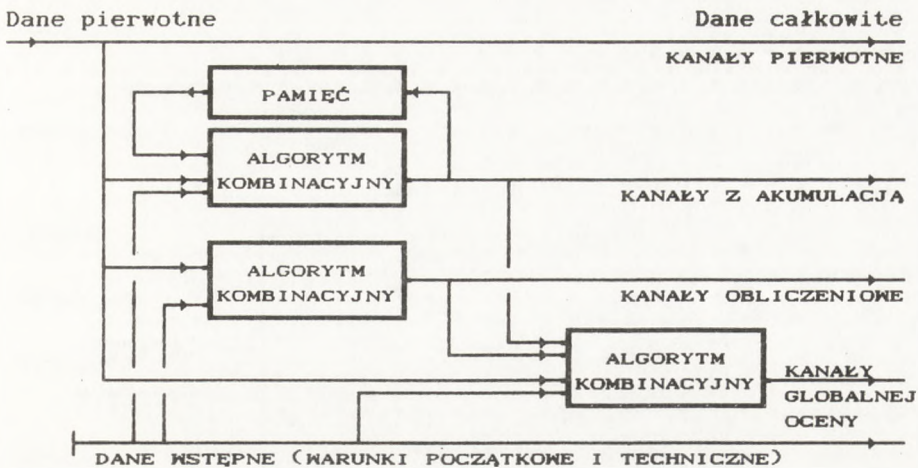 Dane pierwotne
Dane całkowite
KANAŁY PIERWOTNE
PAMIĘĆ
ALGORYTM
KOMBINACYJNY
KANAŁY Z AKUMULACJĄ
ALGORYTM
KOMBINACYJNY
KANAŁY OBLICZENIOWE
ALGORYTM
KOMBINACYJNY
KANAŁY
GLOBALNEJ
OCENY
DANE WSTĘPNE (WARUNKI POCZĄTKOWE I TECHNICZNE)